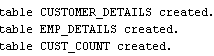 table CUSTOMER_DETAILS created.
table EMP_DETAILS created.
table CUST_COUNT created.